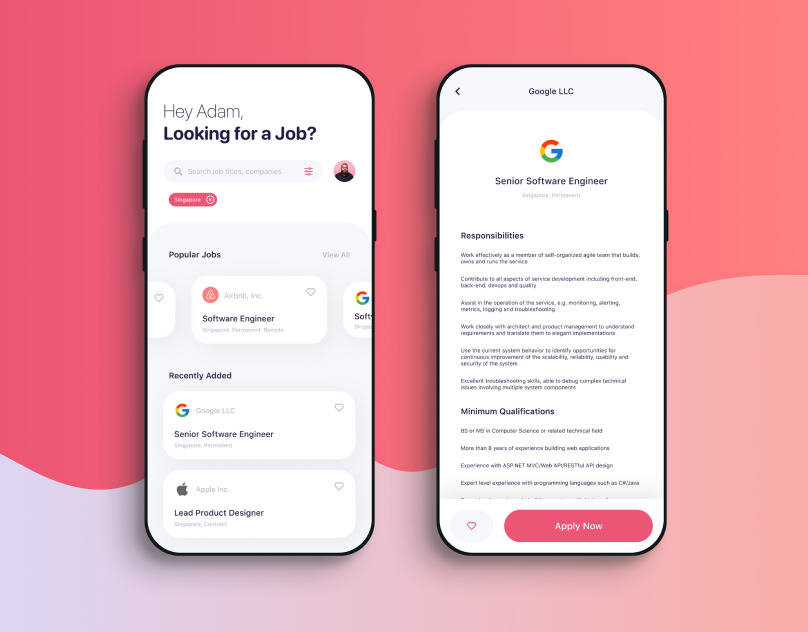 Hey Adam,
Looking for a Job?
Search job titles, companies
Singapore
Popular Jobs
View All
Airbnb, Inc.
Software Engineer
Singapore, Permanent, Remote
Recently Added
Google LLC
Senior Software Engineer
Singapore, Permanent
Apple Inc.
Lead Product Designer
Singapore, Contract
Google LLC
Senior Software Engineer
Singapore, Permanent
Responsibilities
Work effectively as a member of self-organized agile team that builds,
owns and runs the service
Contribute to all aspects of service development including front-end,
back-end, devops and quality
Assist in the operation of the service, e.g. monitoring, alerting,
metrics, logging and troubleshooting
Work closely with architect and product management to understand
requirements and translate them to elegant implementations
Use the current system behavior to identify opportunities for
continuous improvement of the scalability, reliability, usability and
security of the system
Excellent troubleshooting skills, able to debug complex technical
issues involving multiple system components
Minimum Qualifications
BS or MS in Computer Science or related technical field
More than 8 years of experience building web applications
Experience with ASP.NET MVC/Web API/RESTful API design
Expert level experience with programming languages such as C#/Java
Apply Now